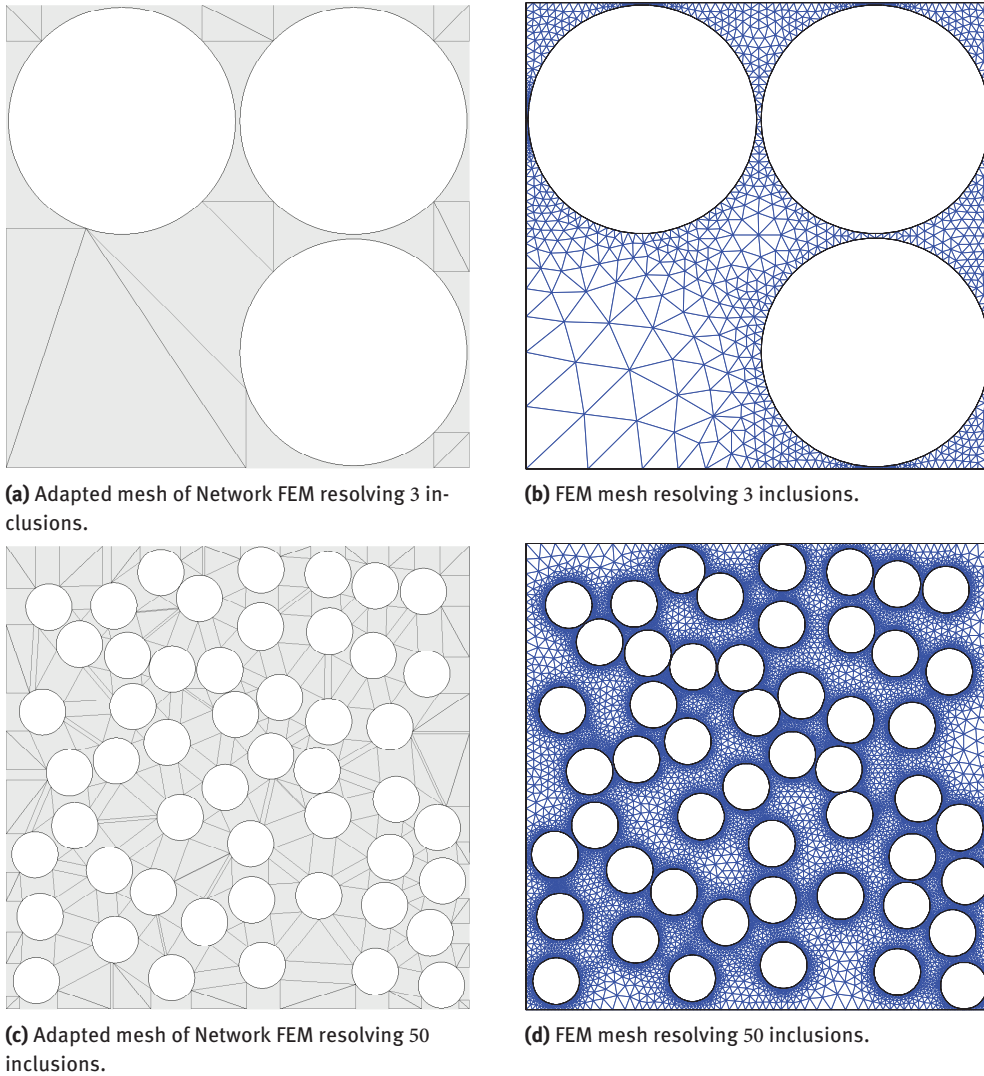 (a) Adapted mesh of Network FEM resolving 3 in-
clusions.
(b) FEM mesh resolving 3 inclusions.
(c) Adapted mesh of Network FEM resolving 50
inclusions.
(d) FEM mesh resolving 50 inclusions.